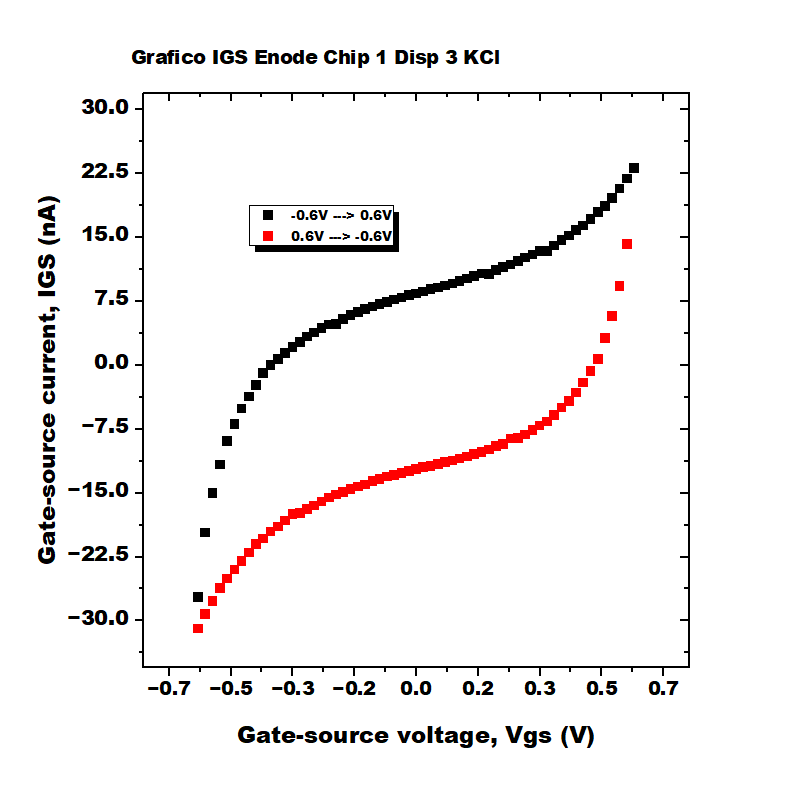 Grafico IGS Enode Chip 1 Disp 3 KCl
30.0
22.5
15.0
7.5
0.0
−7.5
−15.0
−22.5
−30.0
-0.6V ---> 0.6V
0.6V ---> -0.6V
Gate-source current, IGS (nA)
−0.7 −0.5 −0.3 −0.2 0.0 0.2 0.3 0.5 0.7
Gate-source voltage, Vgs (V)